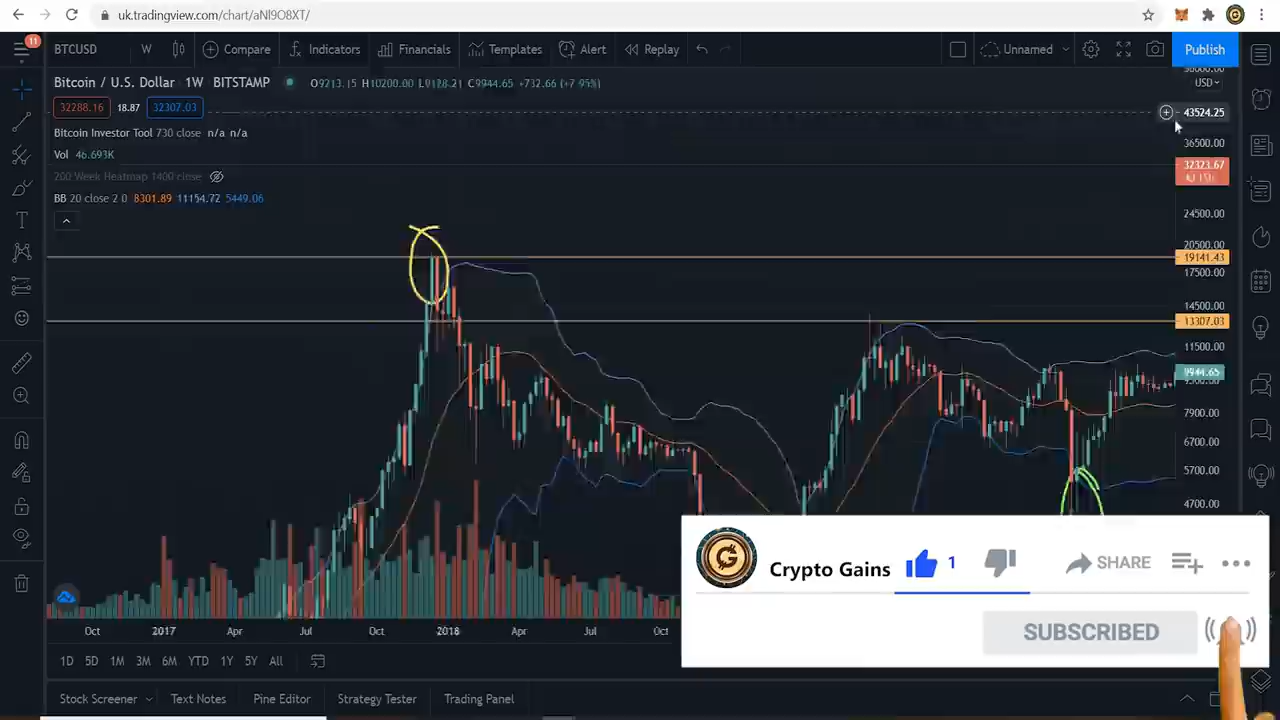 uk.tradingview.com/chart/aNI9O8XT/
11
BTCUSD W Compare Indicators Financials Templates Alert Replay Unnamed Publish
Bitcoin / U.S. Dollar 1W BITSTAMP O9213.15 H10200.00 L9128.21 C9944.65 +732.66 (+7.95%)
USD
32288.16 18.87 32307.03
43524.25
Bitcoin Investor Tool 730 close n/a n/a
36500.00
Vol 46.693K
32323.67
200 Week Heatmap 1400 close
BB 20 close 2 0 8301.89 11154.72 5449.06
24500.00
20500.00
19141.43
17500.00
14500.00
13307.03
11500.00
9944.65
7900.00
6700.00
5700.00
4700.00
Crypto Gains 1 SHARE
SUBSCRIBED
Oct 2017 Apr Jul Oct 2018 Apr Jul Oct
1D 5D 1M 3M 6M YTD 1Y 5Y All
Stock Screener Text Notes Pine Editor Strategy Tester Trading Panel